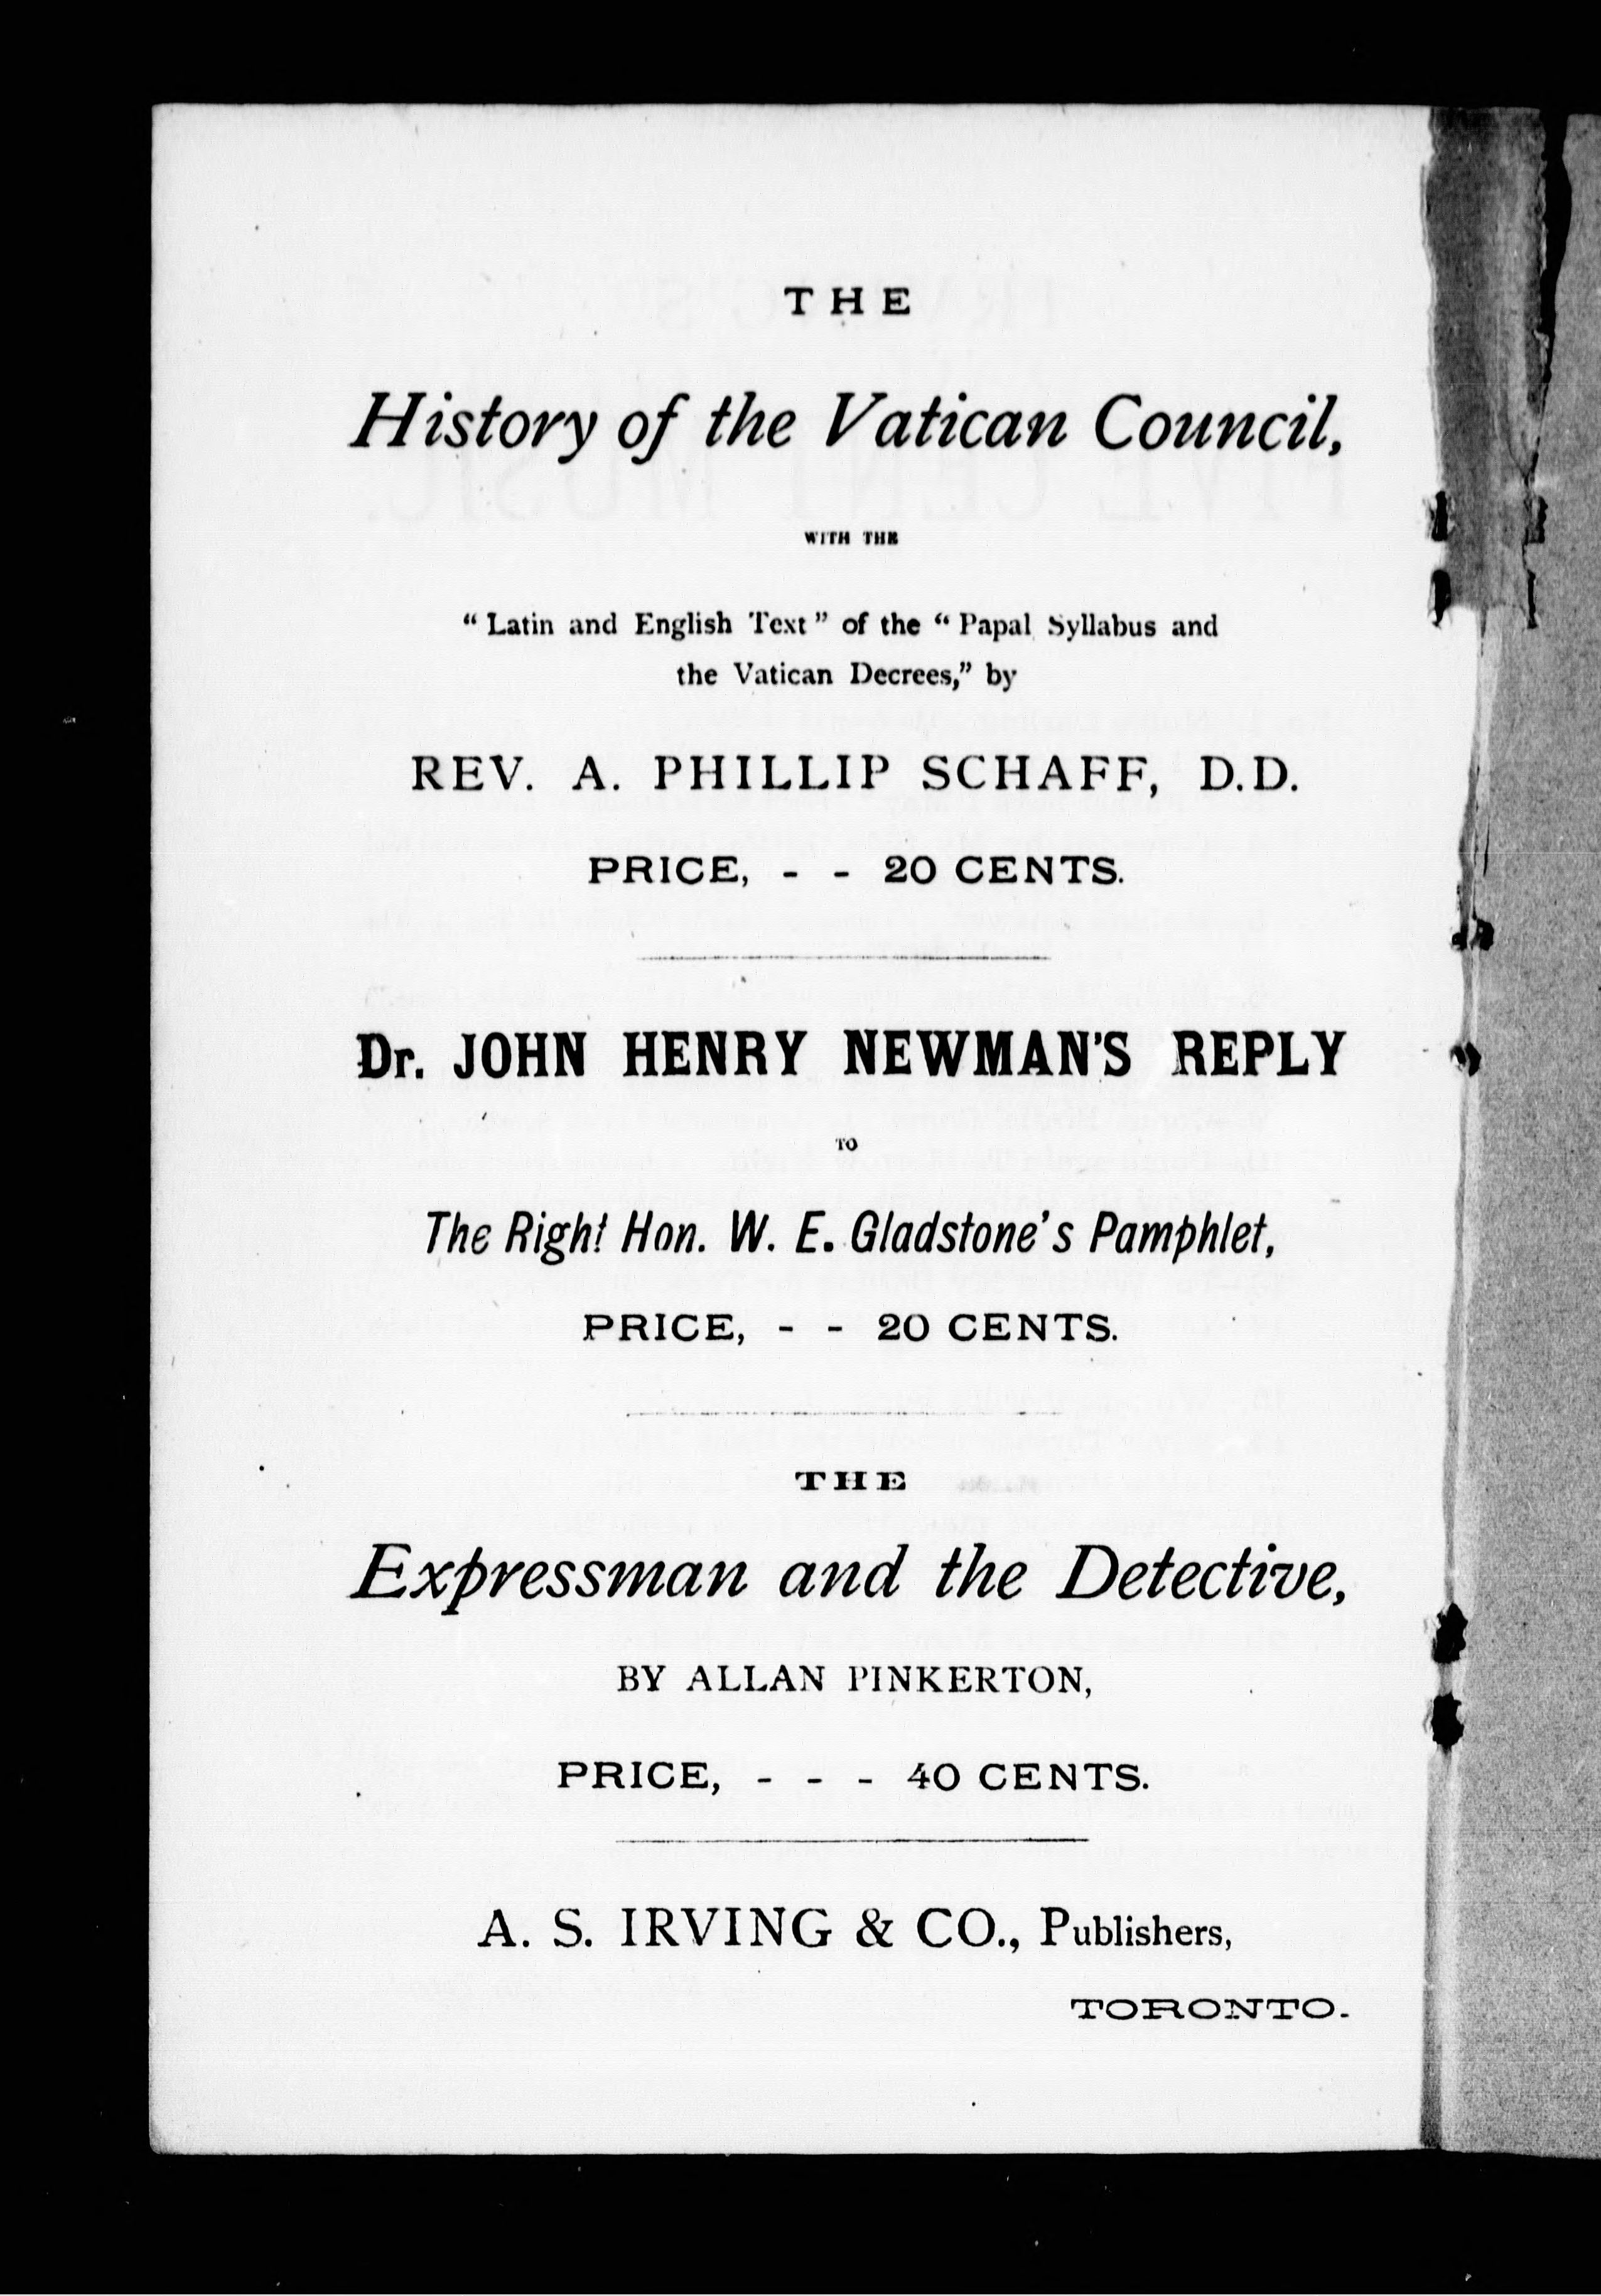 THE
History of the Vatican Council,
WITH THE
“ Latin and English Text ” of the “ Papal Syllabus and
the Vatican Decrees,” by
REV. A. PHILLIP SCHAFF, D.D.
PRICE, - - 20 CENTS.
Dr. JOHN HENRY NEWMAN'S REPLY
TO
The Right Hon. W. E. Gladstone's Pamphlet,
PRICE, - - 20 CENTS.
THE
Expressman and the Detective,
BY ALLAN PINKERTON,
PRICE, - - - 40 CENTS.
A. S. IRVING & CO., Publishers,
TORONTO.